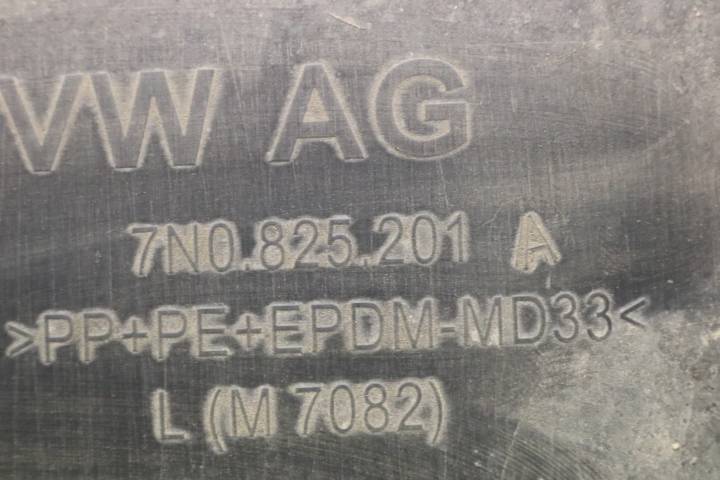 VW AG
7N0.825.201 A
>PP+PE+EPDM-MD33<
L (M 7082)